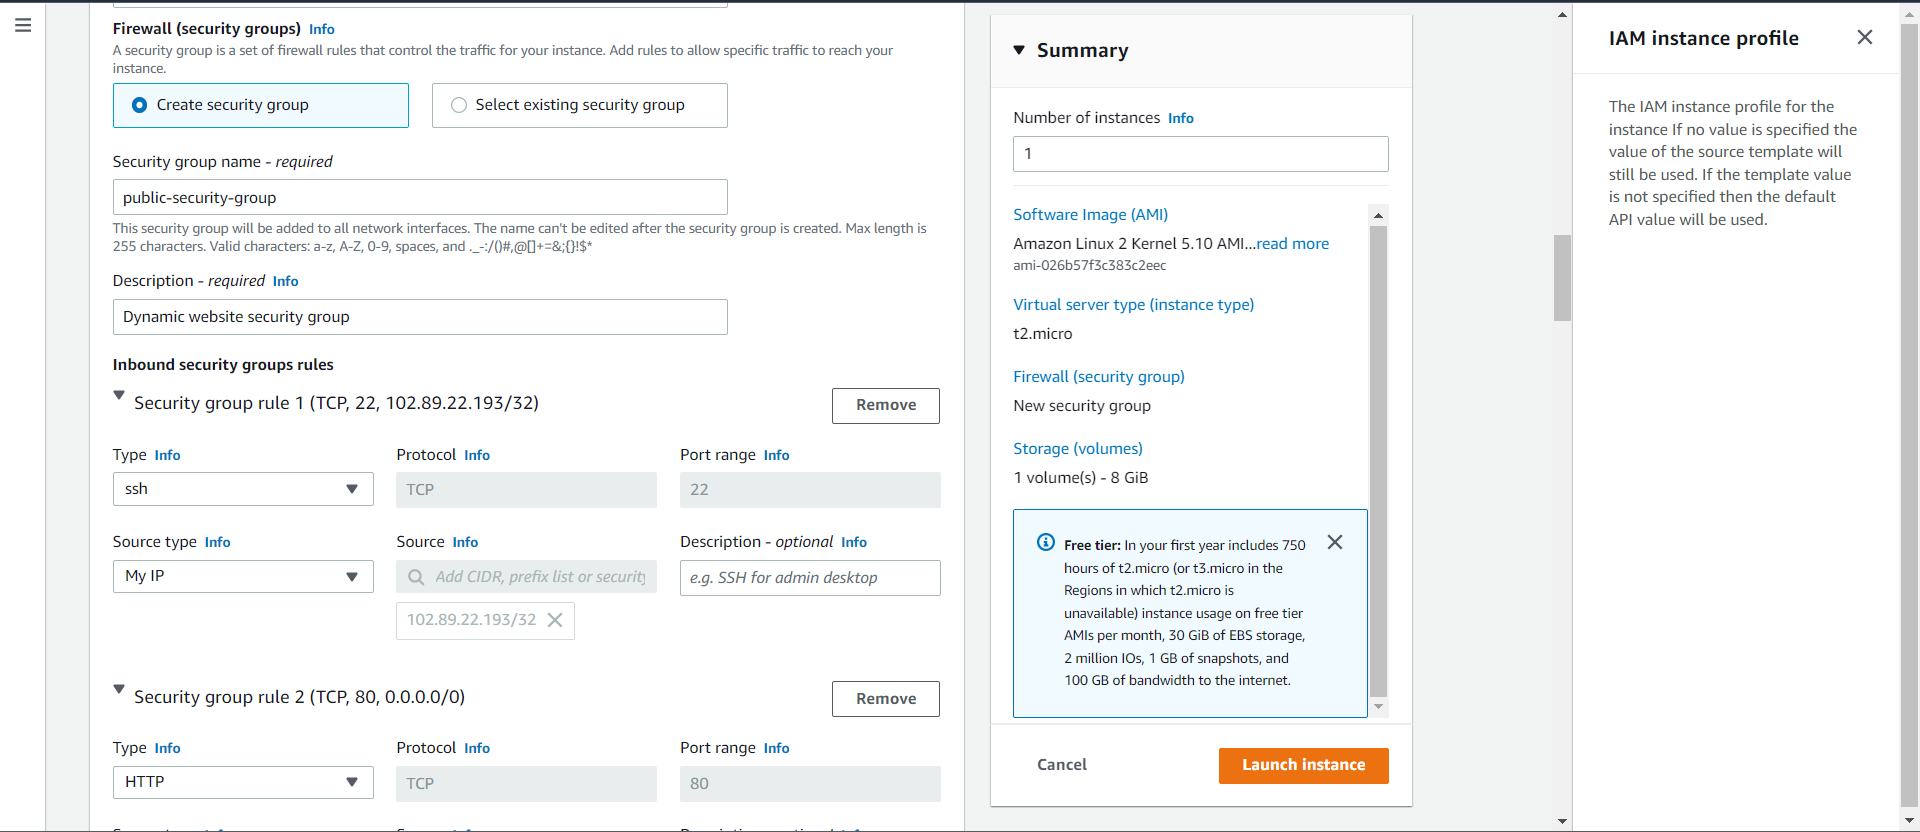 Firewall (security groups) Info
A security group is a set of firewall rules that control the traffic for your instance. Add rules to allow specific traffic to reach your
instance.
Create security group
Select existing security group
Security group name - required
public-security-group
This security group will be added to all network interfaces. The name can't be edited after the security group is created. Max length is
255 characters. Valid characters: a-z, A-Z, 0-9, spaces, and ._-:/()#,@[]+=&;{}!$*
Description - required Info
Dynamic website security group
Inbound security groups rules
Security group rule 1 (TCP, 22, 102.89.22.193/32)
Remove
Type Info
Protocol Info
Port range Info
ssh
TCP
22
Source type Info
Source Info
Description - optional Info
My IP
Add CIDR, prefix list or security
e.g. SSH for admin desktop
102.89.22.193/32
Security group rule 2 (TCP, 80, 0.0.0.0/0)
Remove
Type Info
Protocol Info
Port range Info
HTTP
TCP
80
Summary
Number of instances Info
1
Software Image (AMI)
Amazon Linux 2 Kernel 5.10 AMI...read more
ami-026b57f3c383c2eec
Virtual server type (instance type)
t2.micro
Firewall (security group)
New security group
Storage (volumes)
1 volume(s) - 8 GiB
Free tier: In your first year includes 750
hours of t2.micro (or t3.micro in the
Regions in which t2.micro is
unavailable) instance usage on free tier
AMIs per month, 30 GiB of EBS storage,
2 million IOs, 1 GB of snapshots, and
100 GB of bandwidth to the internet.
Cancel
Launch instance
IAM instance profile
The IAM instance profile for the
instance If no value is specified the
value of the source template will
still be used. If the template value
is not specified then the default
API value will be used.